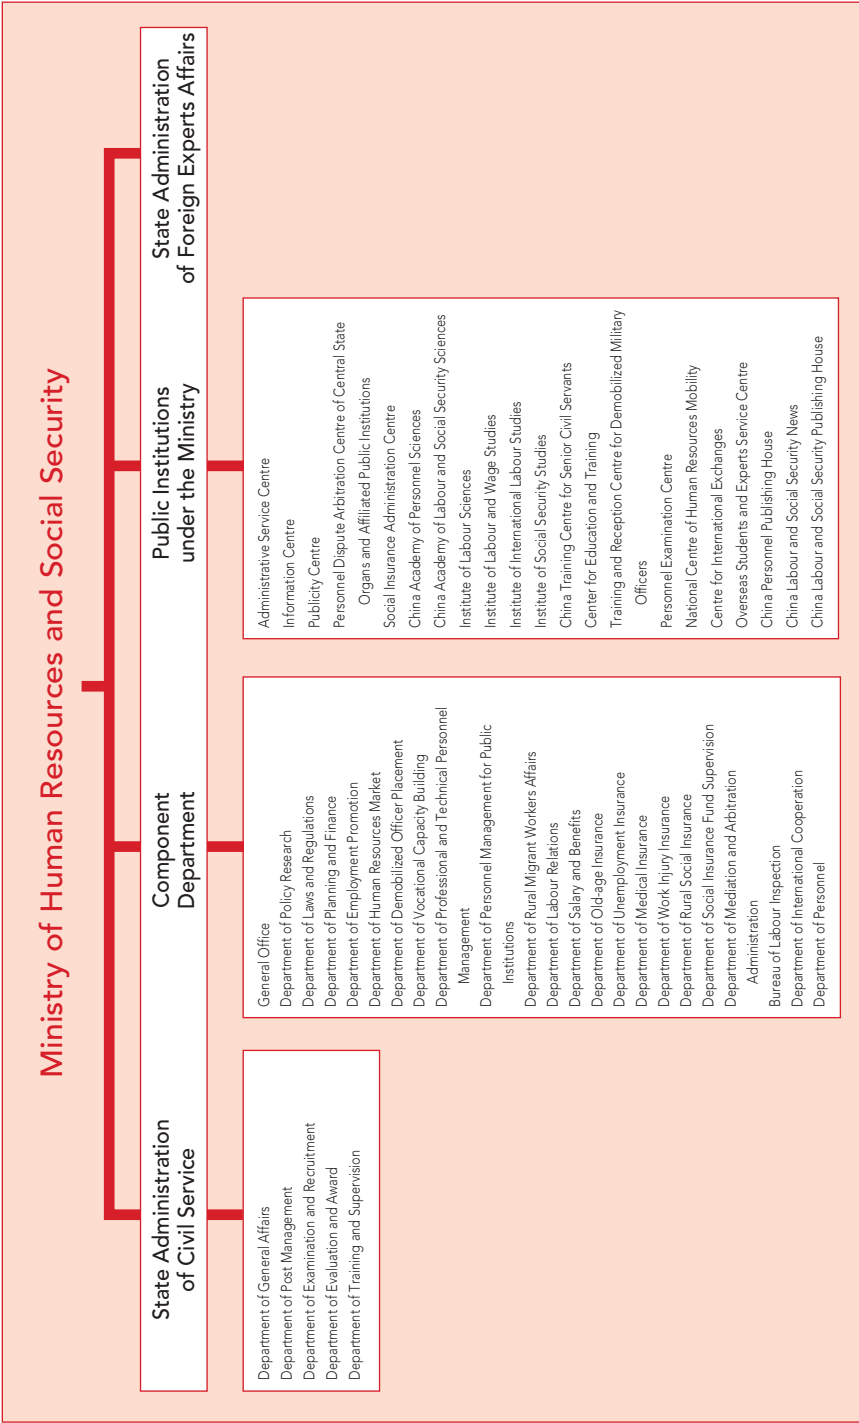 Ministry of Human Resources and Social Security
State Administration
of Civil Service
Department of General Affairs
Department of Post Management
Department of Examination and Recruitment
Department of Evaluation and Award
Department of Training and Supervision
Component
Department
General Office
Department of Policy Research
Department of Laws and Regulations
Department of Planning and Finance
Department of Employment Promotion
Department of Human Resources Market
Department of Demobilized Officer Placement
Department of Vocational Capacity Building
Department of Professional and Technical Personnel
Management
Department of Personnel Management for Public
Institutions
Department of Rural Migrant Workers Affairs
Department of Labour Relations
Department of Salary and Benefits
Department of Old-age Insurance
Department of Unemployment Insurance
Department of Medical Insurance
Department of Work Injury Insurance
Department of Rural Social Insurance
Department of Social Insurance Fund Supervision
Department of Mediation and Arbitration
Administration
Bureau of Labour Inspection
Department of International Cooperation
Department of Personnel
Public Institutions
under the Ministry
Administrative Service Centre
Information Centre
Publicity Centre
Personnel Dispute Arbitration Centre of Central State
Organs and Affiliated Public Institutions
Social Insurance Administration Centre
China Academy of Personnel Sciences
China Academy of Labour and Social Security Sciences
Institute of Labour Sciences
Institute of Labour and Wage Studies
Institute of International Labour Studies
Institute of Social Security Studies
China Training Centre for Senior Civil Servants
Center for Education and Training
Training and Reception Centre for Demobilized Military
Officers
Personnel Examination Centre
National Centre of Human Resources Mobility
Centre for International Exchanges
Overseas Students and Experts Service Centre
China Personnel Publishing House
China Labour and Social Security News
China Labour and Social Security Publishing House
State Administration
of Foreign Experts Affairs